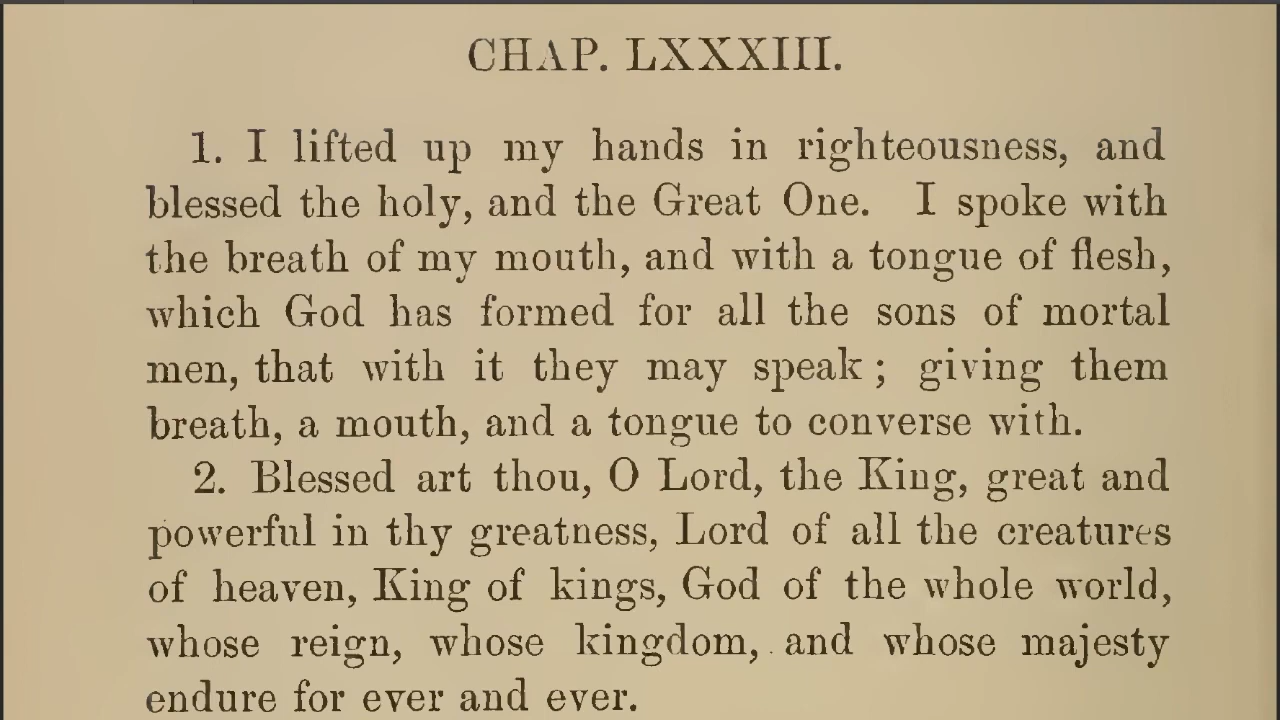 CHAP. LXXXIII.
1. I lifted up my hands in righteousness, and
blessed the holy, and the Great One. I spoke with
the breath of my mouth, and with a tongue of flesh,
which God has formed for all the sons of mortal
men, that with it they may speak; giving them
breath, a mouth, and a tongue to converse with.
2. Blessed art thou, O Lord, the King, great and
powerful in thy greatness, Lord of all the creatures
of heaven, King of kings, God of the whole world,
whose reign, whose kingdom, and whose majesty
endure for ever and ever.